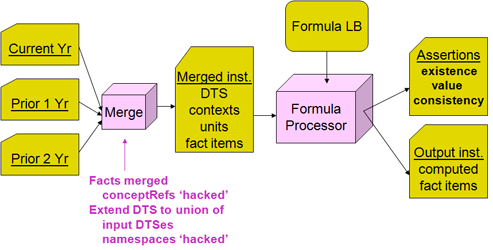 Current Yr
Prior 1 Yr
Prior 2 Yr
Merge
Facts merged
conceptRefs ‘hacked’
Extend DTS to union of
input DTSes
namespaces ‘hacked’
Merged inst.
DTS
contexts
units
fact items
Formula LB
Formula
Processor
Assertions
existence
value
consistency
Output inst.
computed
fact items